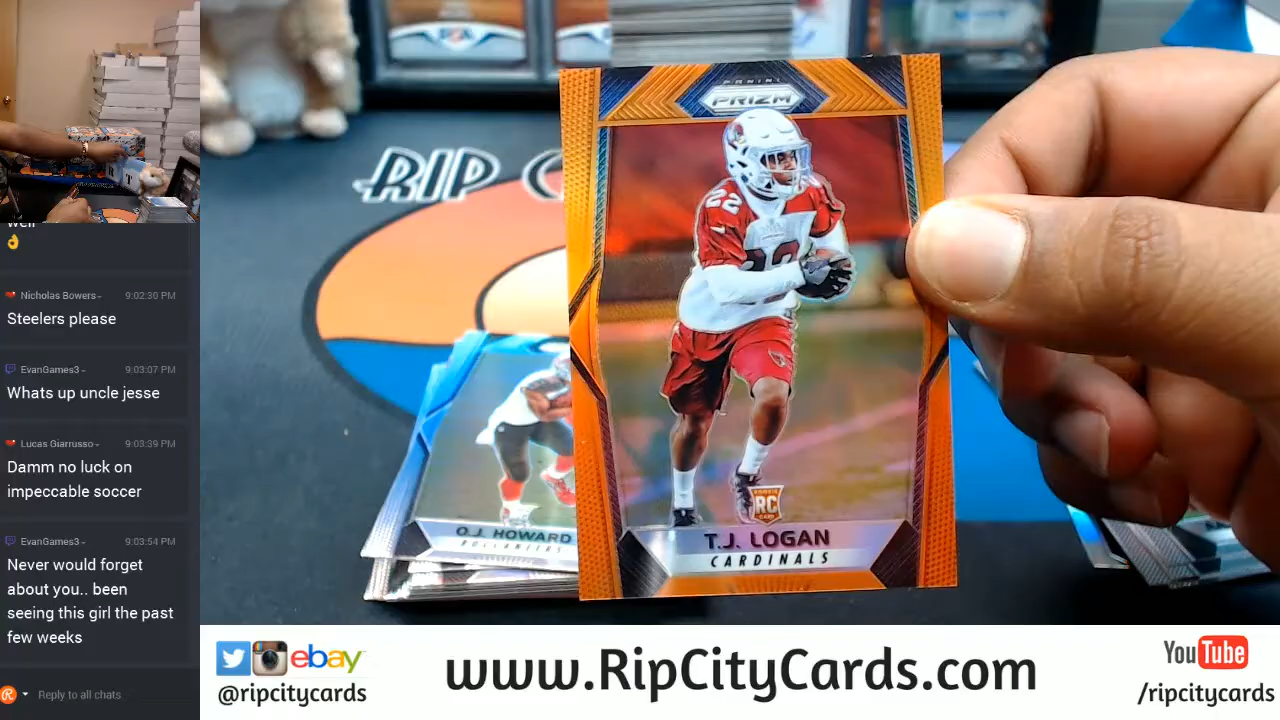 well
Nicholas Bowers
9:02:30 PM
Steelers please
EvanGames3
9:03:07 PM
Whats up uncle jesse
Lucas Giarrusso
9:03:39 PM
Damm no luck on
impeccable soccer
EvanGames3
9:03:54 PM
Never would forget
about you.. been
seeing this girl the past
few weeks
Reply to all chats
RIP C
PANINI
PRIZM
22
22
ROOKIE
RC
CARD
T.J. LOGAN
CARDINALS
O.J. HOWARD
BUCCANEERS
ebay
@ripcitycards
www.RipCityCards.com
YouTube
/ripcitycards